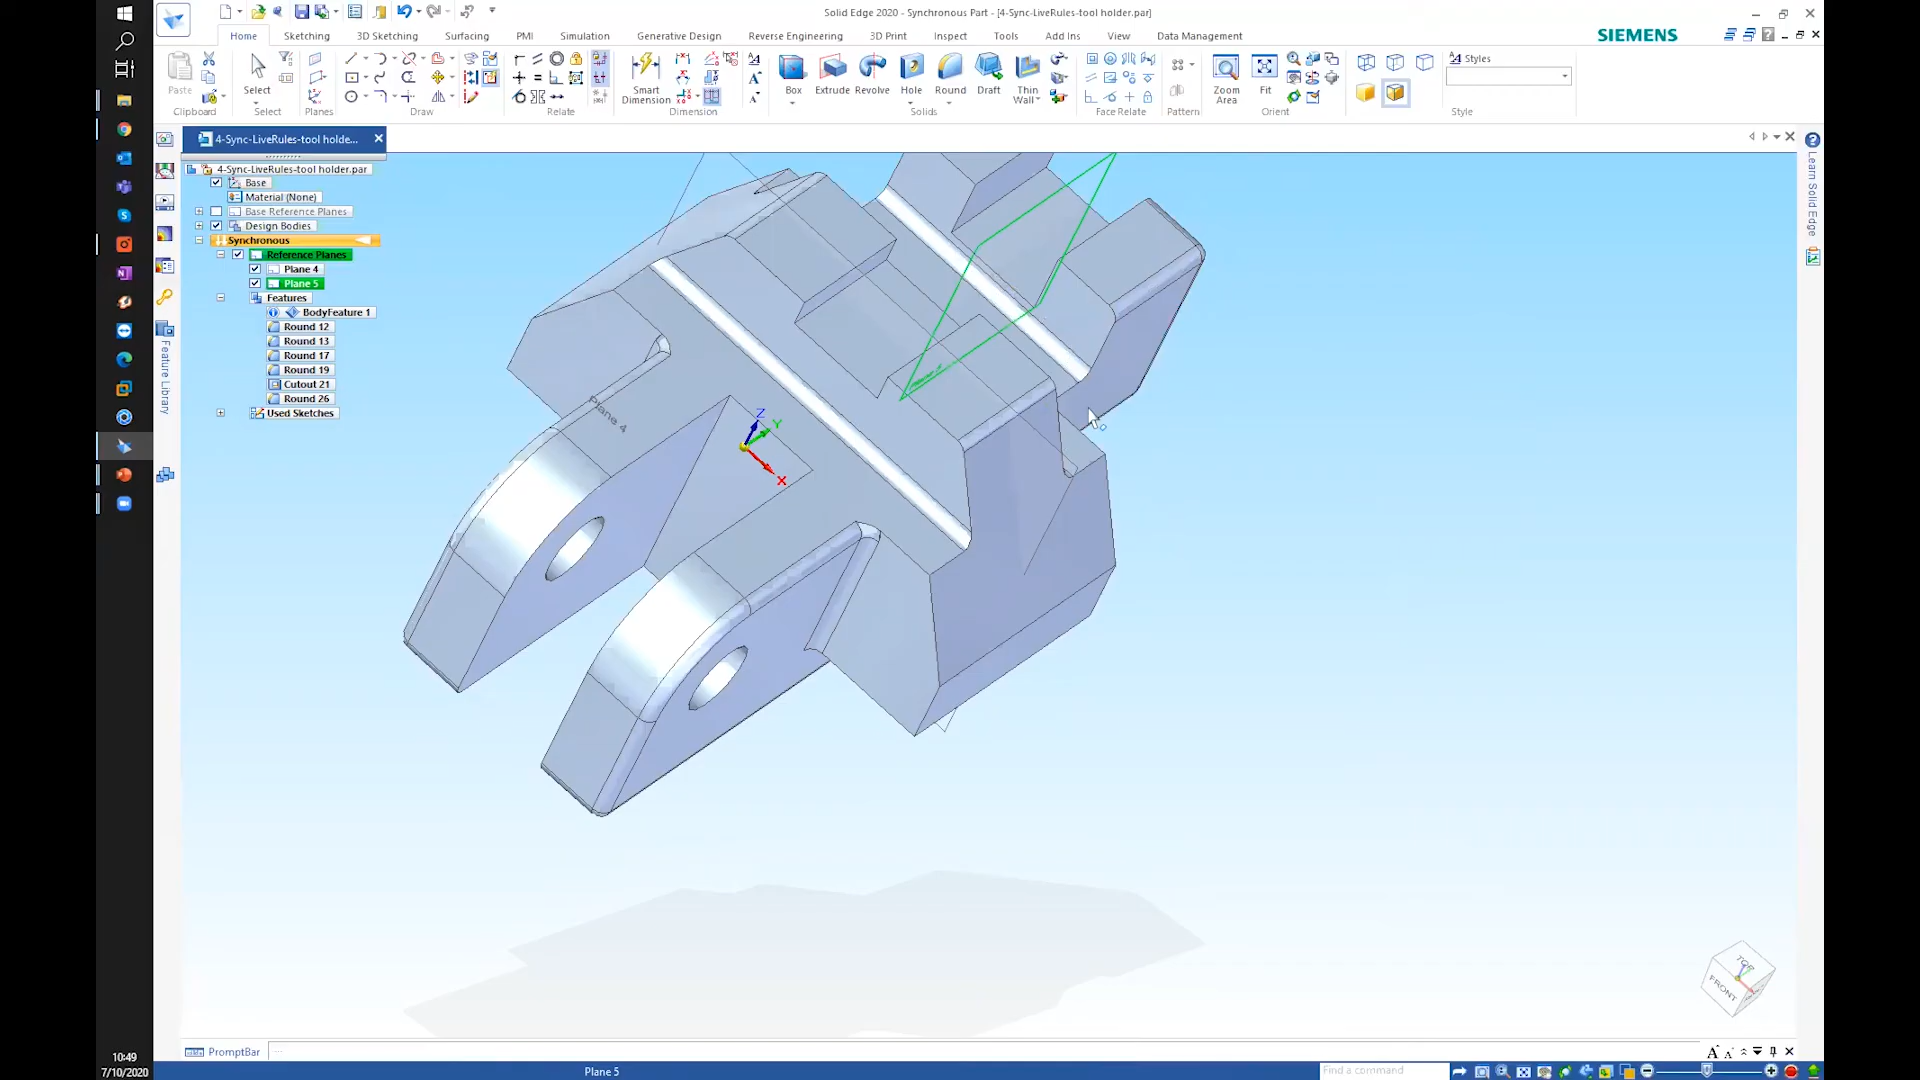 Solid Edge 2020 - Synchronous Part - [4-Sync-LiveRules-tool holder.par]
Home
Sketching
3D Sketching
Surfacing
PMI
Simulation
Generative Design
Reverse Engineering
3D Print
Inspect
Tools
Add Ins
View
Data Management
SIEMENS
Paste
Select
Smart
Dimension
Box
Extrude
Revolve
Hole
Round
Draft
Thin
Wall
Zoom
Area
Fit
Styles
Clipboard
Select
Planes
Draw
Relate
Dimension
Solids
Face Relate
Pattern
Orient
Style
4-Sync-LiveRules-tool holde...
4-Sync-LiveRules-tool holder.par
Base
Material (None)
Base Reference Planes
Design Bodies
Synchronous
Reference Planes
Plane 4
Plane 5
Features
BodyFeature 1
Round 12
Round 13
Round 17
Round 19
Cutout 21
Round 26
Used Sketches
Feature Library
Learn Solid Edge
Plane 4
Z
Y
X
TOP
FRONT
PromptBar
Plane 5
Find a command
10:49
7/10/2020